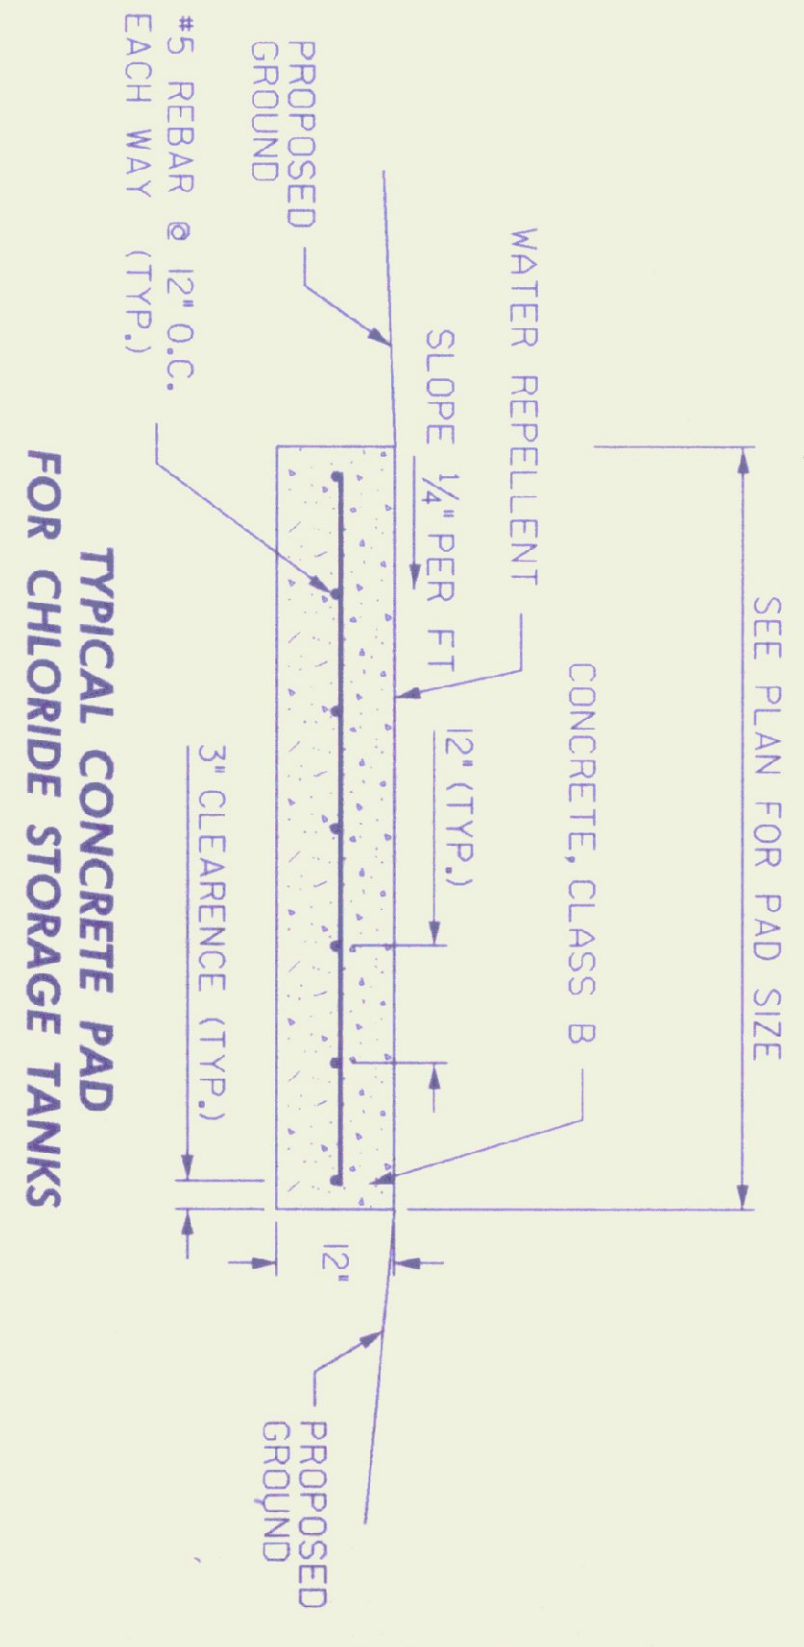 SEE PLAN FOR PAD SIZE
CONCRETE, CLASS B
WATER REPELLENT
SLOPE 1/4" PER FT
12" (TYP.)
PROPOSED
GROUND
12"
PROPOSED
GROUND
#5 REBAR @ 12" O.C.
EACH WAY (TYP.)
3" CLEARENCE (TYP.)
TYPICAL CONCRETE PAD
FOR CHLORIDE STORAGE TANKS